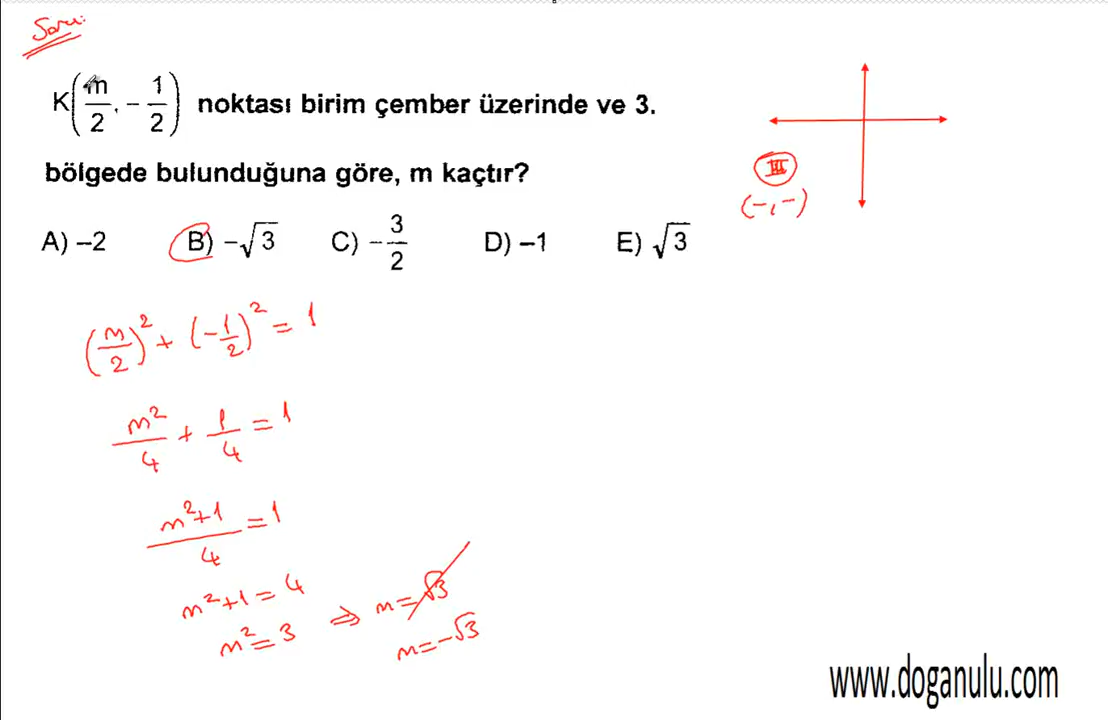 Soru:
K(m/2, -1/2) noktası birim çember üzerinde ve 3.
bölgede bulunduğuna göre, m kaçtır?
A) –2 B) –√3 C) –3/2 D) –1 E) √3
III
(-,-)
(m/2)² + (-1/2)² = 1
m²/4 + 1/4 = 1
m²+1/4 = 1
m²+1 = 4
m² = 3 ⇒ m = √3
m = -√3
www.doganulu.com